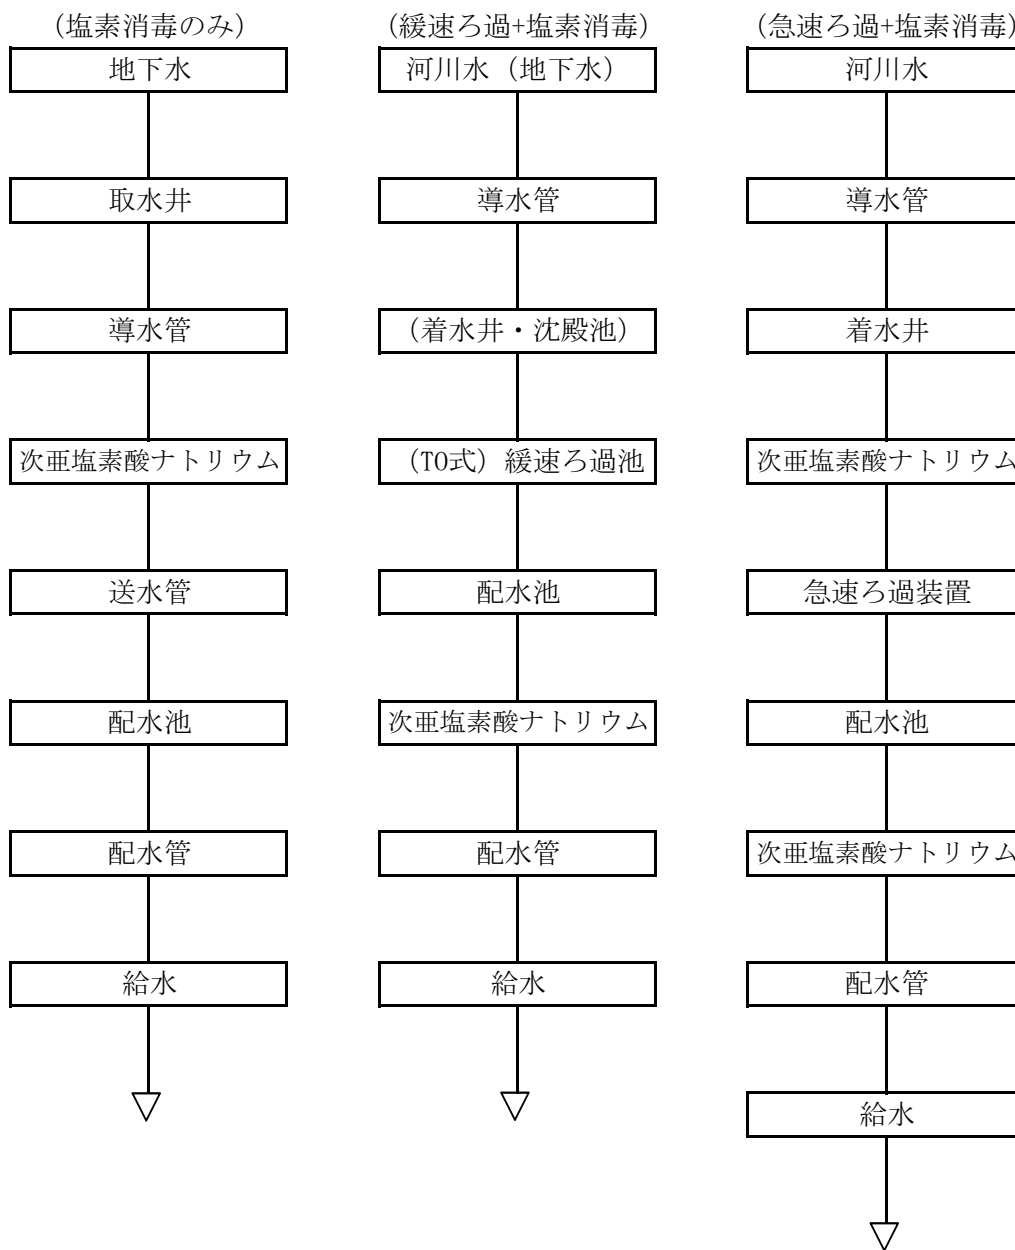 (塩素消毒のみ)
地下水
取水井
導水管
次亜塩素酸ナトリウム
送水管
配水池
配水管
給水
(緩速ろ過+塩素消毒)
河川水（地下水）
導水管
(着水井・沈殿池)
(TO式）緩速ろ過池
配水池
次亜塩素酸ナトリウム
配水管
給水
(急速ろ過+塩素消毒)
河川水
導水管
着水井
次亜塩素酸ナトリウム
急速ろ過装置
配水池
次亜塩素酸ナトリウム
配水管
給水